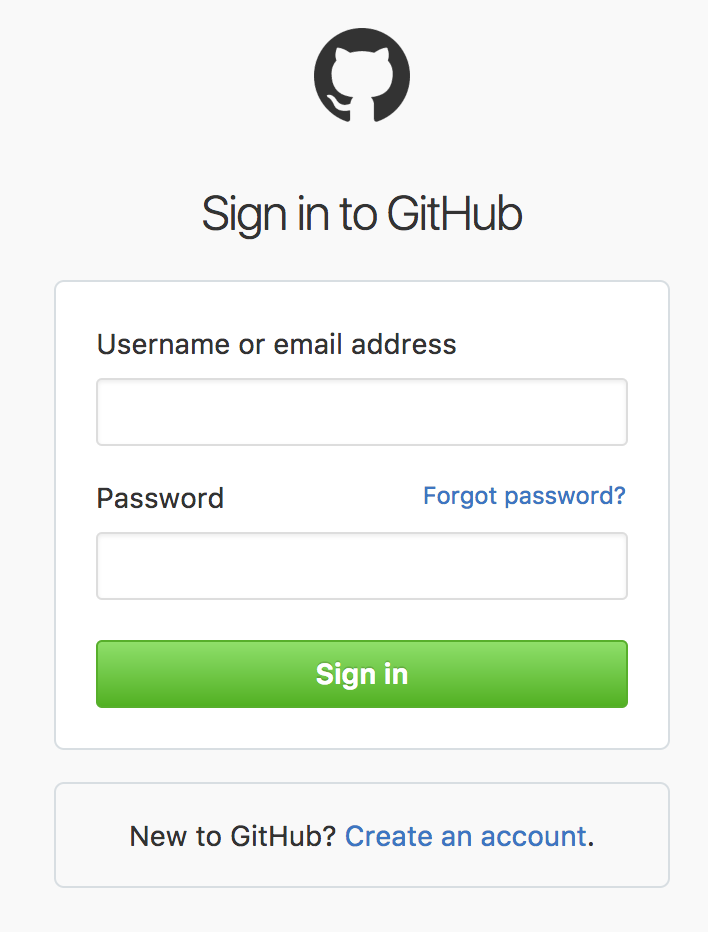 Sign in to GitHub
Username or email address
Password Forgot password?
Sign in
New to GitHub? Create an account.